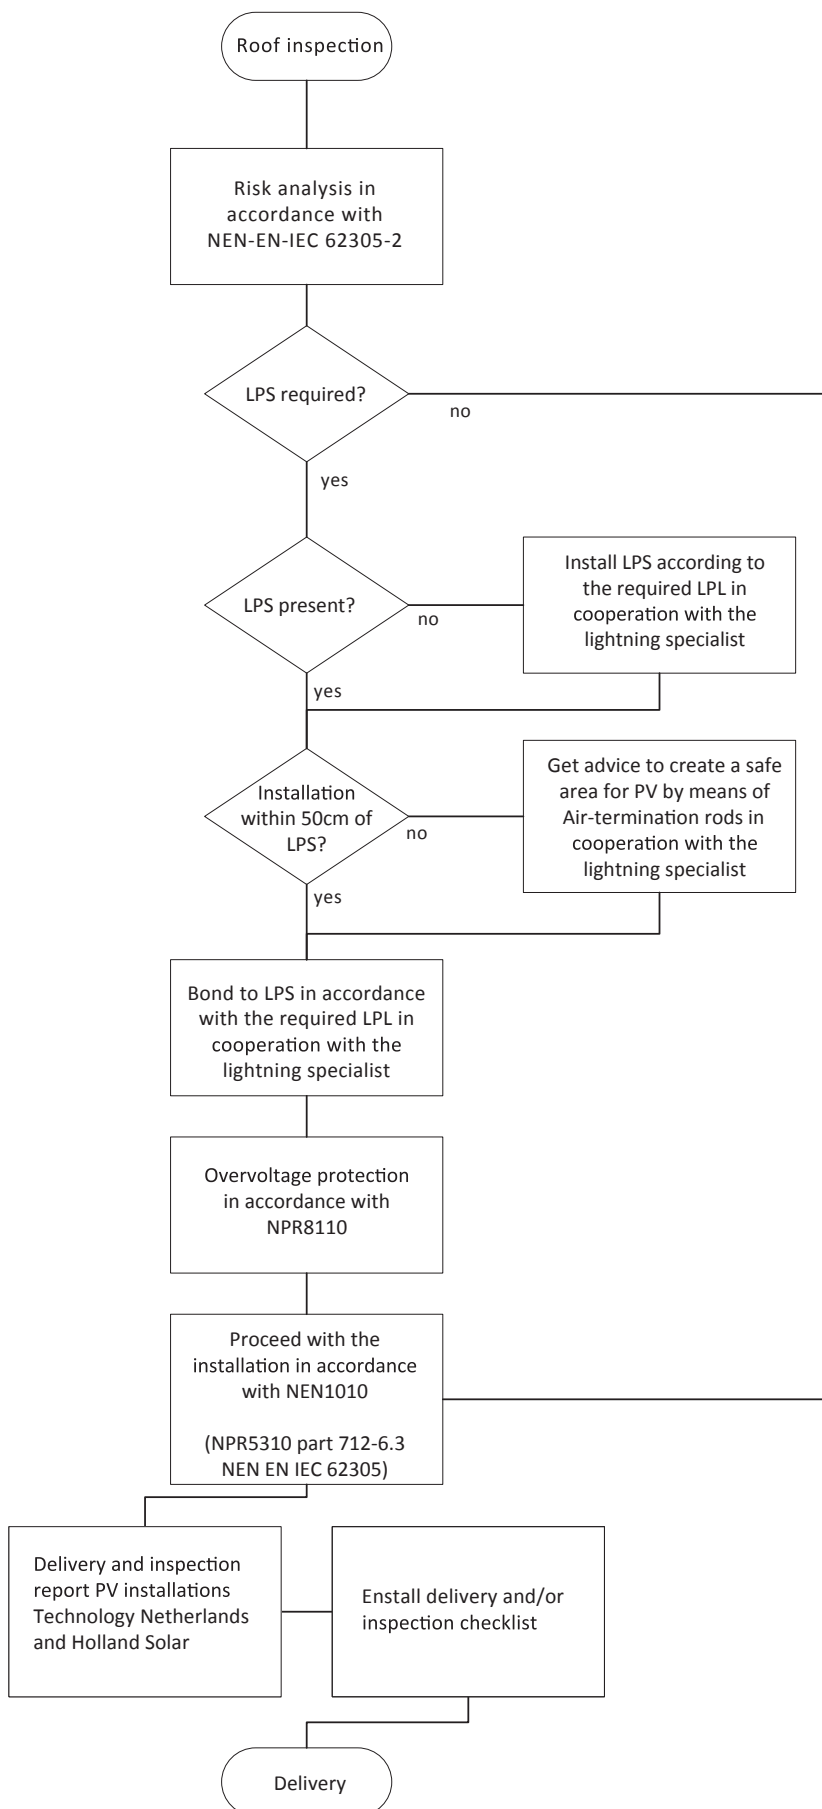 Roof inspection
Risk analysis in
accordance with
NEN-EN-IEC 62305-2
LPS required?
no
yes
LPS present?
no
Install LPS according to
the required LPL in
cooperation with the
lightning specialist
yes
Installation
within 50cm of
LPS?
no
Get advice to create a safe
area for PV by means of
Air-termination rods in
cooperation with the
lightning specialist
yes
Bond to LPS in accordance
with the required LPL in
cooperation with the
lightning specialist
Overvoltage protection
in accordance with
NPR8110
Proceed with the
installation in accordance
with NEN1010
(NPR5310 part 712-6.3
NEN EN IEC 62305)
Delivery and inspection
report PV installations
Technology Netherlands
and Holland Solar
Enstall delivery and/or
inspection checklist
Delivery